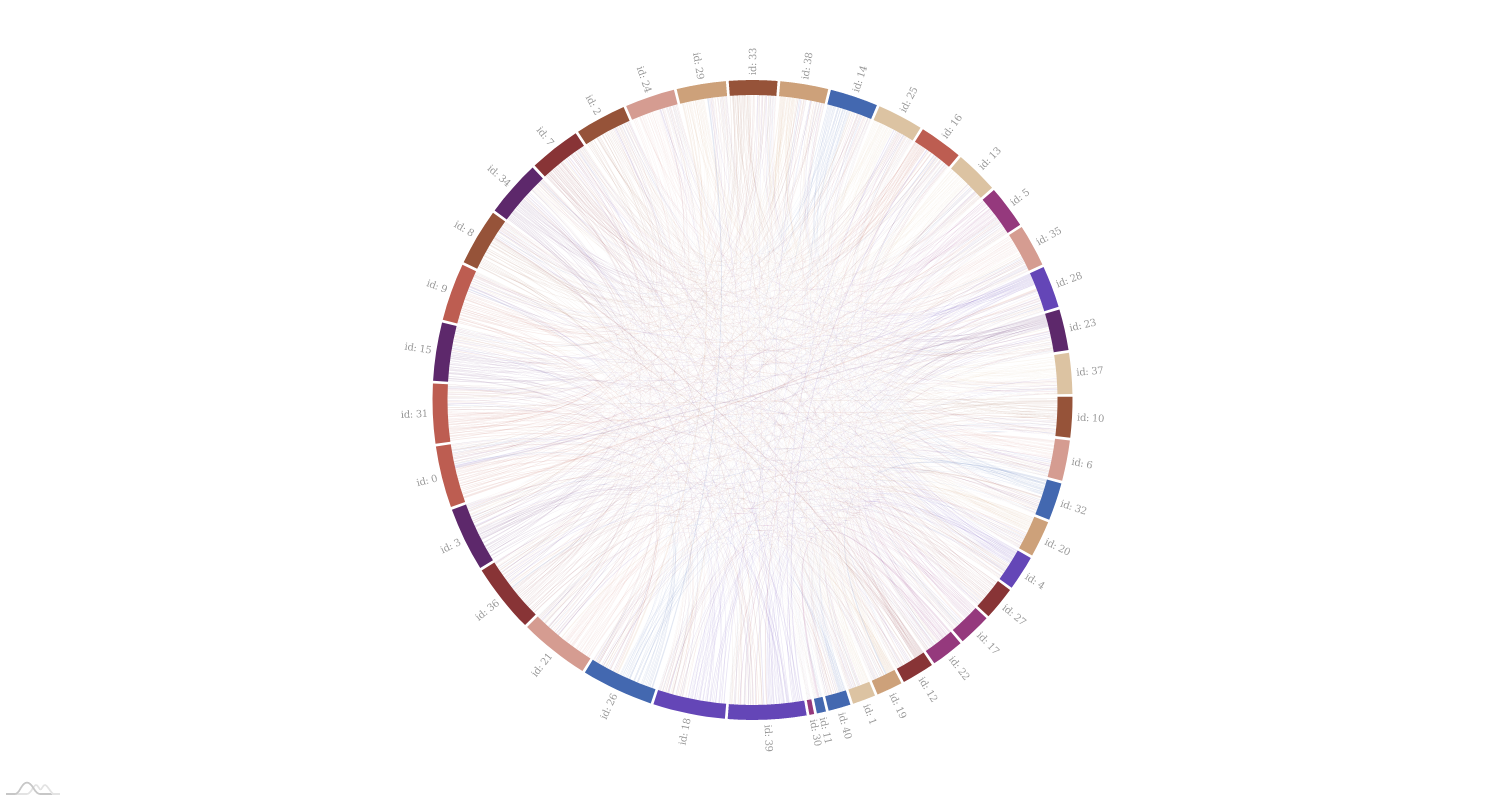 id: 33
id: 38
id: 14
id: 25
id: 16
id: 13
id: 5
id: 35
id: 28
id: 23
id: 37
id: 10
id: 6
id: 32
id: 20
id: 4
id: 27
id: 17
id: 22
id: 12
id: 19
id: 1
id: 40
id: 11
id: 30
id: 39
id: 18
id: 26
id: 21
id: 36
id: 3
id: 0
id: 31
id: 15
id: 9
id: 8
id: 34
id: 7
id: 2
id: 24
id: 29